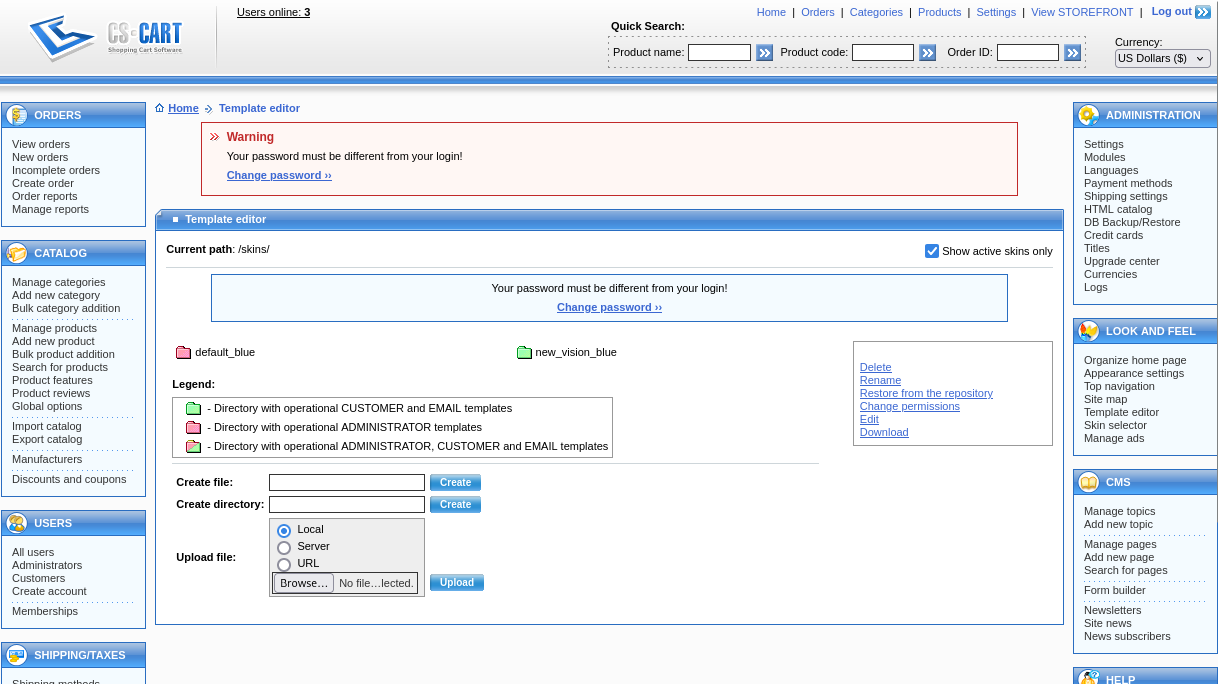 CS-CART
Shopping Cart Software
Users online: 3
Home | Orders | Categories | Products | Settings | View STOREFRONT | Log out
Quick Search:
Product name:
Product code:
Order ID:
Currency:
US Dollars ($)
ORDERS
View orders
New orders
Incomplete orders
Create order
Order reports
Manage reports
CATALOG
Manage categories
Add new category
Bulk category addition
Manage products
Add new product
Bulk product addition
Search for products
Product features
Product reviews
Global options
Import catalog
Export catalog
Manufacturers
Discounts and coupons
USERS
All users
Administrators
Customers
Create account
Memberships
SHIPPING/TAXES
Shipping methods
Home Template editor
Warning
Your password must be different from your login!
Change password ››
Template editor
Current path: /skins/
Show active skins only
Your password must be different from your login!
Change password ››
default_blue
new_vision_blue
Delete
Rename
Restore from the repository
Change permissions
Edit
Download
Legend:
- Directory with operational CUSTOMER and EMAIL templates
- Directory with operational ADMINISTRATOR templates
- Directory with operational ADMINISTRATOR, CUSTOMER and EMAIL templates
Create file:
Create
Create directory:
Create
Upload file:
Local
Server
URL
Browse... No file...lected.
Upload
ADMINISTRATION
Settings
Modules
Languages
Payment methods
Shipping settings
HTML catalog
DB Backup/Restore
Credit cards
Titles
Upgrade center
Currencies
Logs
LOOK AND FEEL
Organize home page
Appearance settings
Top navigation
Site map
Template editor
Skin selector
Manage ads
CMS
Manage topics
Add new topic
Manage pages
Add new page
Search for pages
Form builder
Newsletters
Site news
News subscribers
HELP